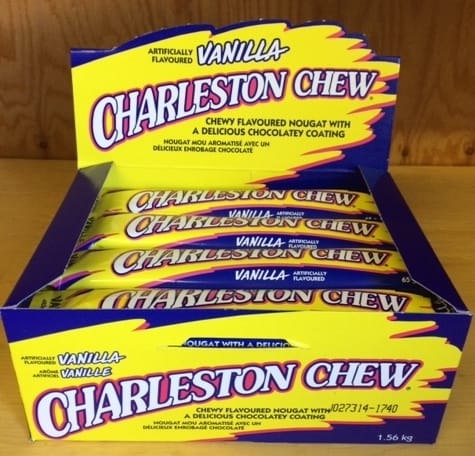 ARTIFICIALLY
FLAVOURED VANILLA
CHARLESTON CHEW
CHEWY FLAVOURED NOUGAT WITH
A DELICIOUS CHOCOLATEY COATING
NOUGAT MOU AROMATISÉ AVEC UN
DÉLICIEUX ENROBAGE CHOCOLATÉ
CHARLESTON CHEW
VANILLA ARTIFICIALLY
CHARLESTON CHEW
VANILLA ARTIFICIALLY
FLAVOURED
CHARLESTON CHEW
VANILLA ARTIFICIALLY
FLAVOURED
65
CHARLESTON CHEW
NOUGAT WITH A DELICIO
ARTIFICIALLY
FLAVOURED VANILLA
ARÔME
ARTIFICIEL VANILLE
CHARLESTON CHEW
CHEWY FLAVOURED NOUGAT WITH
A DELICIOUS CHOCOLATEY COATING
027314-1740
NOUGAT MOU AROMATISÉ AVEC UN
DÉLICIEUX ENROBAGE CHOCOLATÉ
1.56 kg